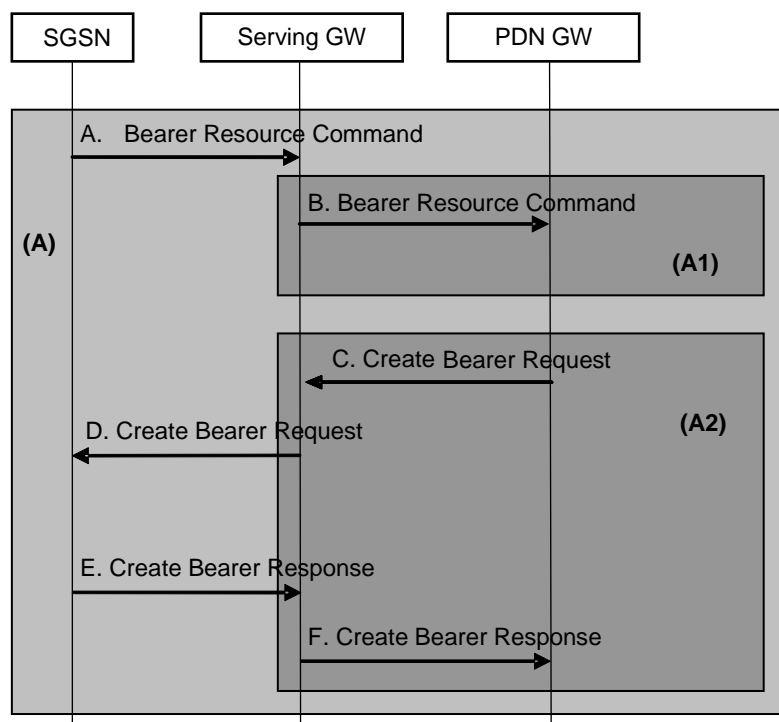 SGSN
Serving GW
PDN GW
A. Bearer Resource Command
B. Bearer Resource Command
(A)
(A1)
C. Create Bearer Request
(A2)
D. Create Bearer Request
E. Create Bearer Response
F. Create Bearer Response